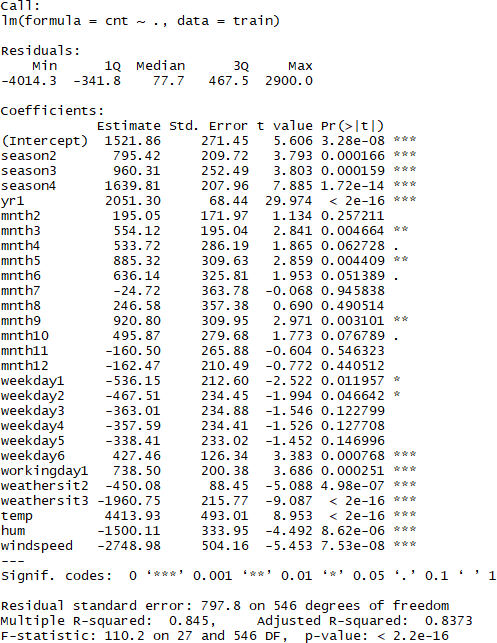 Call:
lm(formula = cnt ~ ., data = train)
Residuals:
Min 1Q Median 3Q Max
-4014.3 -341.8 77.7 467.5 2900.0
Coefficients:
Estimate Std. Error t value Pr(>|t|)
(Intercept) 1521.86 271.45 5.606 3.28e-08 ***
season2 795.42 209.72 3.793 0.000166 ***
season3 960.31 252.49 3.803 0.000159 ***
season4 1639.81 207.96 7.885 1.72e-14 ***
yr1 2051.30 68.44 29.974 < 2e-16 ***
mnth2 195.05 171.97 1.134 0.257211
mnth3 554.12 195.04 2.841 0.004664 **
mnth4 533.72 286.19 1.865 0.062728 .
mnth5 885.32 309.63 2.859 0.004409 **
mnth6 636.14 325.81 1.953 0.051389 .
mnth7 -24.72 363.78 -0.068 0.945838
mnth8 246.58 357.38 0.690 0.490514
mnth9 920.80 309.95 2.971 0.003101 **
mnth10 495.87 279.68 1.773 0.076789 .
mnth11 -160.50 265.88 -0.604 0.546323
mnth12 -162.47 210.49 -0.772 0.440512
weekday1 -536.15 212.60 -2.522 0.011957 *
weekday2 -467.51 234.45 -1.994 0.046642 *
weekday3 -363.01 234.88 -1.546 0.122799
weekday4 -357.59 234.41 -1.526 0.127708
weekday5 -338.41 233.02 -1.452 0.146996
weekday6 427.46 126.34 3.383 0.000768 ***
workingday1 738.50 200.38 3.686 0.000251 ***
weathersit2 -450.08 88.45 -5.088 4.98e-07 ***
weathersit3 -1960.75 215.77 -9.087 < 2e-16 ***
temp 4413.93 493.01 8.953 < 2e-16 ***
hum -1500.11 333.95 -4.492 8.62e-06 ***
windspeed -2748.98 504.16 -5.453 7.53e-08 ***
---
Signif. codes: 0 ‘***’ 0.001 ‘**’ 0.01 ‘*’ 0.05 ‘.’ 0.1 ‘ ’ 1
Residual standard error: 797.8 on 546 degrees of freedom
Multiple R-squared: 0.845, Adjusted R-squared: 0.8373
F-statistic: 110.2 on 27 and 546 DF, p-value: < 2.2e-16